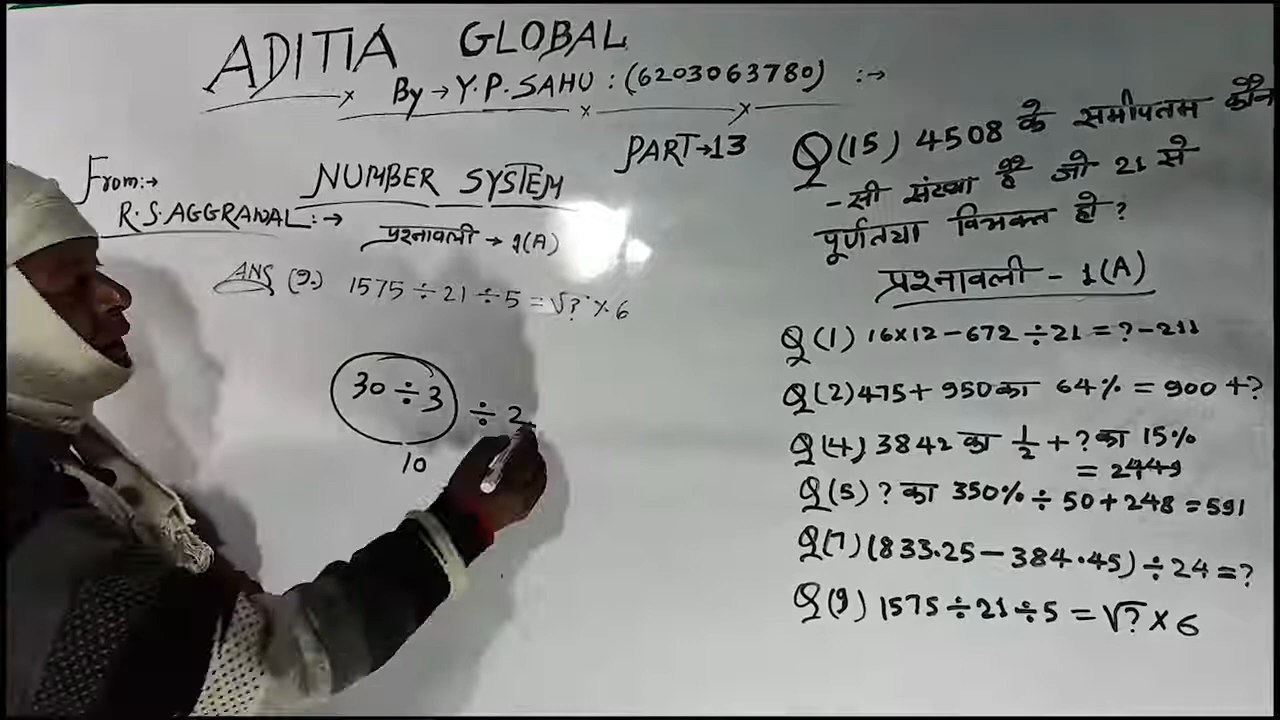 ADITIA GLOBAL
By → Y.P. SAHU : (6203063780) :→
PART→13
From:→
NUMBER SYSTEM
R.S. AGGRAWAL:→
प्रश्नावली → 1(A)
ANS (9.) 1575 ÷ 21 ÷ 5 = √? × 6
30 ÷ 3 ÷ 2
10
Q(15) 4508 के समीपतम कौन
-सी संख्या है जो 21 से
पूर्णतया विभक्त हो?
प्रश्नावली - 1(A)
Q(1) 16×12 - 672 ÷ 21 = ? - 211
Q(2) 475 + 950 का 64% = 900 + ?
Q(4) 3842 का 1/2 + ? का 15%
= 2449
Q(5) ? का 350% ÷ 50 + 248 = 591
Q(7) (833.25 - 384.45) ÷ 24 = ?
Q(9) 1575 ÷ 21 ÷ 5 = √? × 6